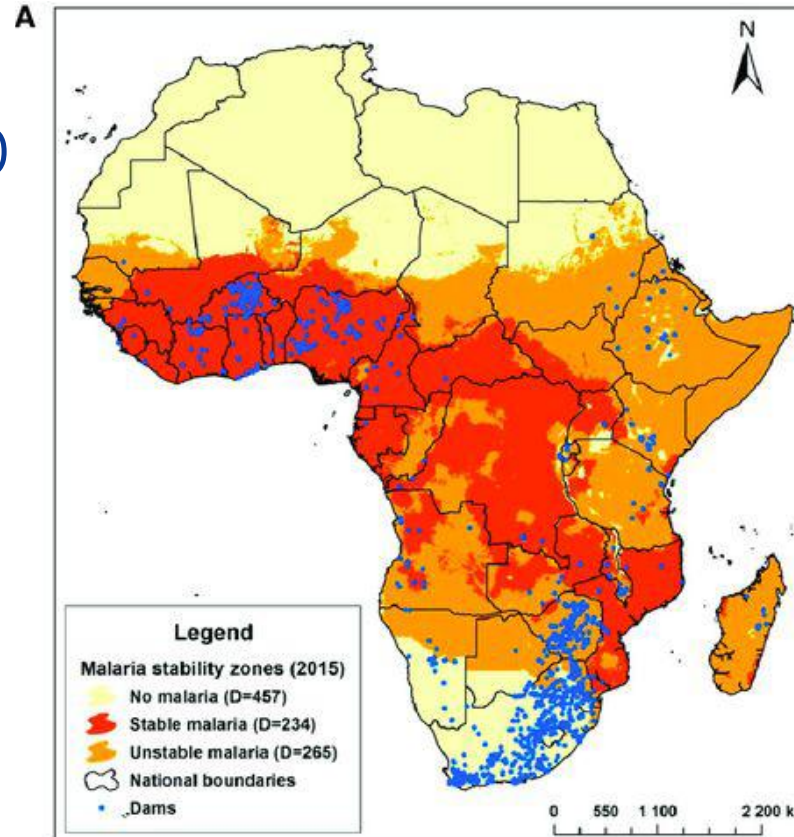 A
N
)
Legend
Malaria stability zones (2015)
No malaria (D=457)
Stable malaria (D=234)
Unstable malaria (D=265)
National boundaries
Dams
0 550 1 100 2 200 k